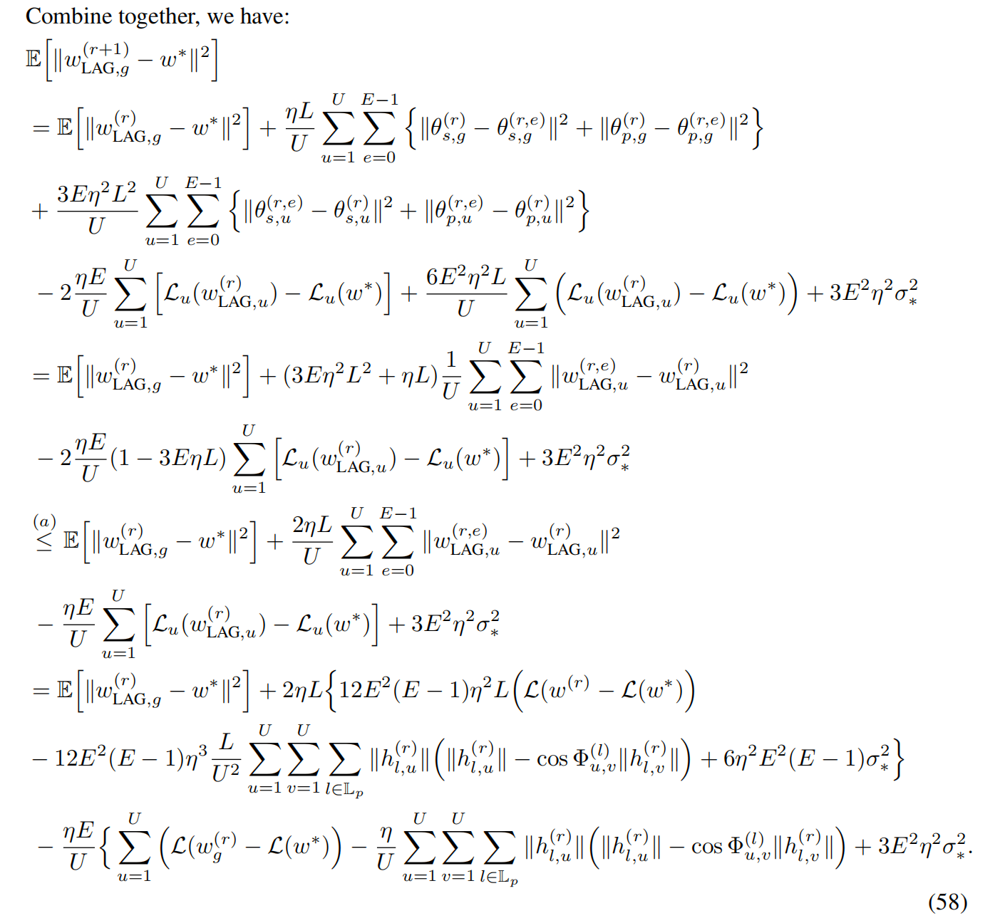 Combine together, we have:
$\mathbb{E}\Big[\|w_{\text{LAG},g}^{(r+1)} - w^*\|^2\Big]$
$= \mathbb{E}\Big[\|w_{\text{LAG},g}^{(r)} - w^*\|^2\Big] + \frac{\eta L}{U} \sum_{u=1}^{U} \sum_{e=0}^{E-1} \Big\{\|\theta_{s,g}^{(r)} - \theta_{s,g}^{(r,e)}\|^2 + \|\theta_{p,g}^{(r)} - \theta_{p,g}^{(r,e)}\|^2\Big\}$
$+ \frac{3E\eta^2 L^2}{U} \sum_{u=1}^{U} \sum_{e=0}^{E-1} \Big\{\|\theta_{s,u}^{(r,e)} - \theta_{s,u}^{(r)}\|^2 + \|\theta_{p,u}^{(r,e)} - \theta_{p,u}^{(r)}\|^2\Big\}$
$- 2\frac{\eta E}{U} \sum_{u=1}^{U} \Big[\mathcal{L}_u(w_{\text{LAG},u}^{(r)}) - \mathcal{L}_u(w^*)\Big] + \frac{6E^2\eta^2 L}{U} \sum_{u=1}^{U} \Big(\mathcal{L}_u(w_{\text{LAG},u}^{(r)}) - \mathcal{L}_u(w^*)\Big) + 3E^2\eta^2\sigma_*^2$
$= \mathbb{E}\Big[\|w_{\text{LAG},g}^{(r)} - w^*\|^2\Big] + (3E\eta^2 L^2 + \eta L)\frac{1}{U} \sum_{u=1}^{U} \sum_{e=0}^{E-1} \|w_{\text{LAG},u}^{(r,e)} - w_{\text{LAG},u}^{(r)}\|^2$
$- 2\frac{\eta E}{U}(1 - 3E\eta L) \sum_{u=1}^{U} \Big[\mathcal{L}_u(w_{\text{LAG},u}^{(r)}) - \mathcal{L}_u(w^*)\Big] + 3E^2\eta^2\sigma_*^2$
$\overset{(a)}{\leq} \mathbb{E}\Big[\|w_{\text{LAG},g}^{(r)} - w^*\|^2\Big] + \frac{2\eta L}{U} \sum_{u=1}^{U} \sum_{e=0}^{E-1} \|w_{\text{LAG},u}^{(r,e)} - w_{\text{LAG},u}^{(r)}\|^2$
$- \frac{\eta E}{U} \sum_{u=1}^{U} \Big[\mathcal{L}_u(w_{\text{LAG},u}^{(r)}) - \mathcal{L}_u(w^*)\Big] + 3E^2\eta^2\sigma_*^2$
$= \mathbb{E}\Big[\|w_{\text{LAG},g}^{(r)} - w^*\|^2\Big] + 2\eta L\Big\{12E^2(E-1)\eta^2 L\Big(\mathcal{L}(w^{(r)} - \mathcal{L}(w^*)\Big)$
$- 12E^2(E-1)\eta^3 \frac{L}{U^2} \sum_{u=1}^{U} \sum_{v=1}^{U} \sum_{l \in \mathbb{L}_p} \|h_{l,u}^{(r)}\|\Big(\|h_{l,u}^{(r)}\| - \cos\Phi_{u,v}^{(l)}\|h_{l,v}^{(r)}\|\Big) + 6\eta^2 E^2(E-1)\sigma_*^2\Big\}$
$- \frac{\eta E}{U}\Big\{\sum_{u=1}^{U} \Big(\mathcal{L}(w_g^{(r)} - \mathcal{L}(w^*)\Big) - \frac{\eta}{U} \sum_{u=1}^{U} \sum_{v=1}^{U} \sum_{l \in \mathbb{L}_p} \|h_{l,u}^{(r)}\|\Big(\|h_{l,u}^{(r)}\| - \cos\Phi_{u,v}^{(l)}\|h_{l,v}^{(r)}\|\Big) + 3E^2\eta^2\sigma_*^2.$
(58)